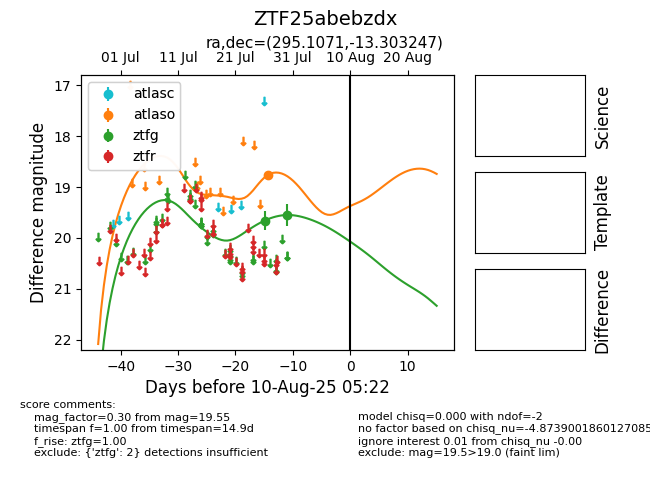 ZTF25abebzdx
ra,dec=(295.1071,-13.303247)
01 Jul 11 Jul 21 Jul 31 Jul 10 Aug 20 Aug
17
18
19
20
21
22
Difference magnitude
atlasc
atlaso
ztfg
ztfr
−40 −30 −20 −10 0 10
Days before 10-Aug-25 05:22
Science
Template
Difference
score comments:
mag_factor=0.30 from mag=19.55
timespan f=1.00 from timespan=14.9d
f_rise: ztfg=1.00
exclude: {'ztfg': 2} detections insufficient
model chisq=0.000 with ndof=-2
no factor based on chisq_nu=-4.8739001860127085
ignore interest 0.01 from chisq_nu -0.00
exclude: mag=19.5>19.0 (faint lim)